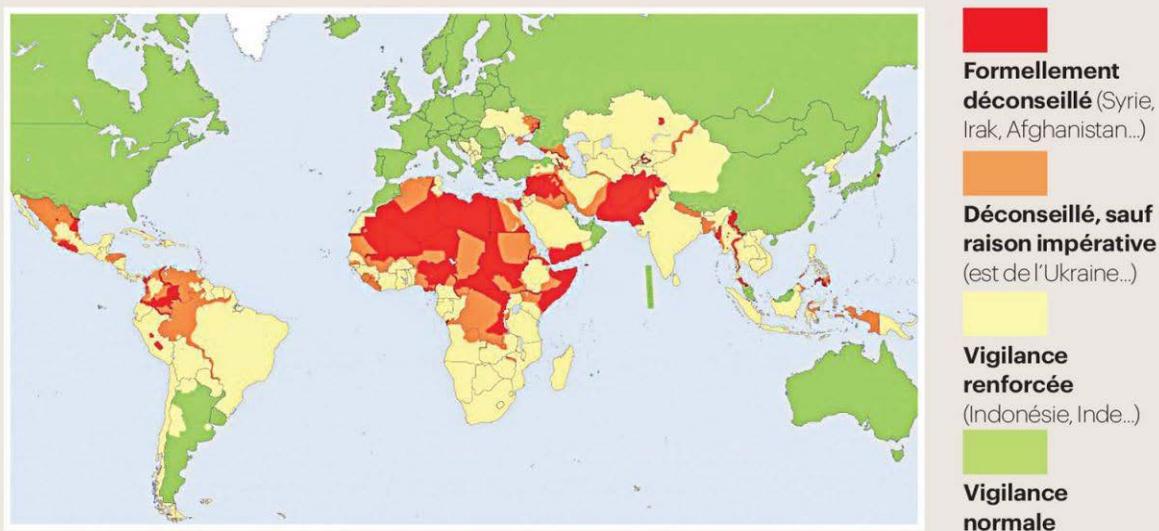 Formellement
déconseillé (Syrie,
Irak, Afghanistan...)
Déconseillé, sauf
raison impérative
(est de l'Ukraine...)
Vigilance
renforcée
(Indonésie, Inde...)
Vigilance
normale